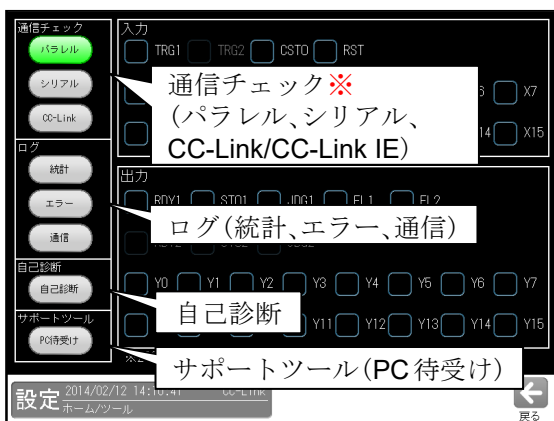 通信チェック
パラレル
シリアル
CC-Link
ログ
統計
エラー
通信
自己診断
自己診断
サポートツール
PC待受け
入力
TRG1 TRG2 CSTO RST
X7
14 X15
通信チェック※
(パラレル、シリアル、
CC-Link/CC-Link IE)
出力
RDY1 STO1 JDG1 EL1 EL2
ログ(統計、エラー、通信)
Y0 Y1 Y2 Y3 Y4 Y5 Y6 Y7
自己診断
Y11 Y12 Y13 Y14 Y15
サポートツール(PC待受け)
設定 2014/02/12 14:10:41 CC-Link
ホーム/ツール
戻る